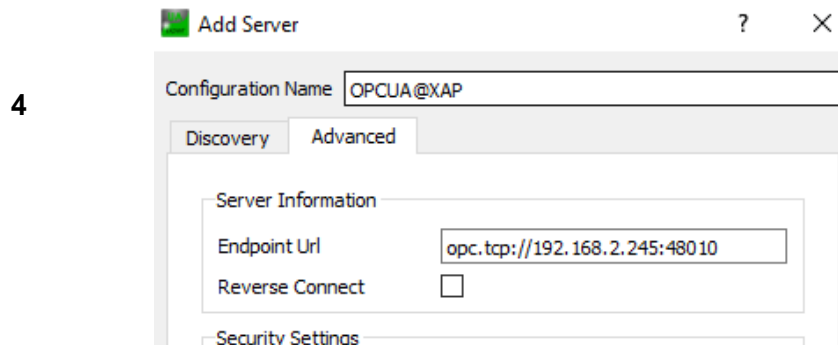 Add Server ?
4
Configuration Name OPCUA@XAP
Discovery Advanced
Server Information
Endpoint Url opc.tcp://192.168.2.245:48010
Reverse Connect
Security Settings